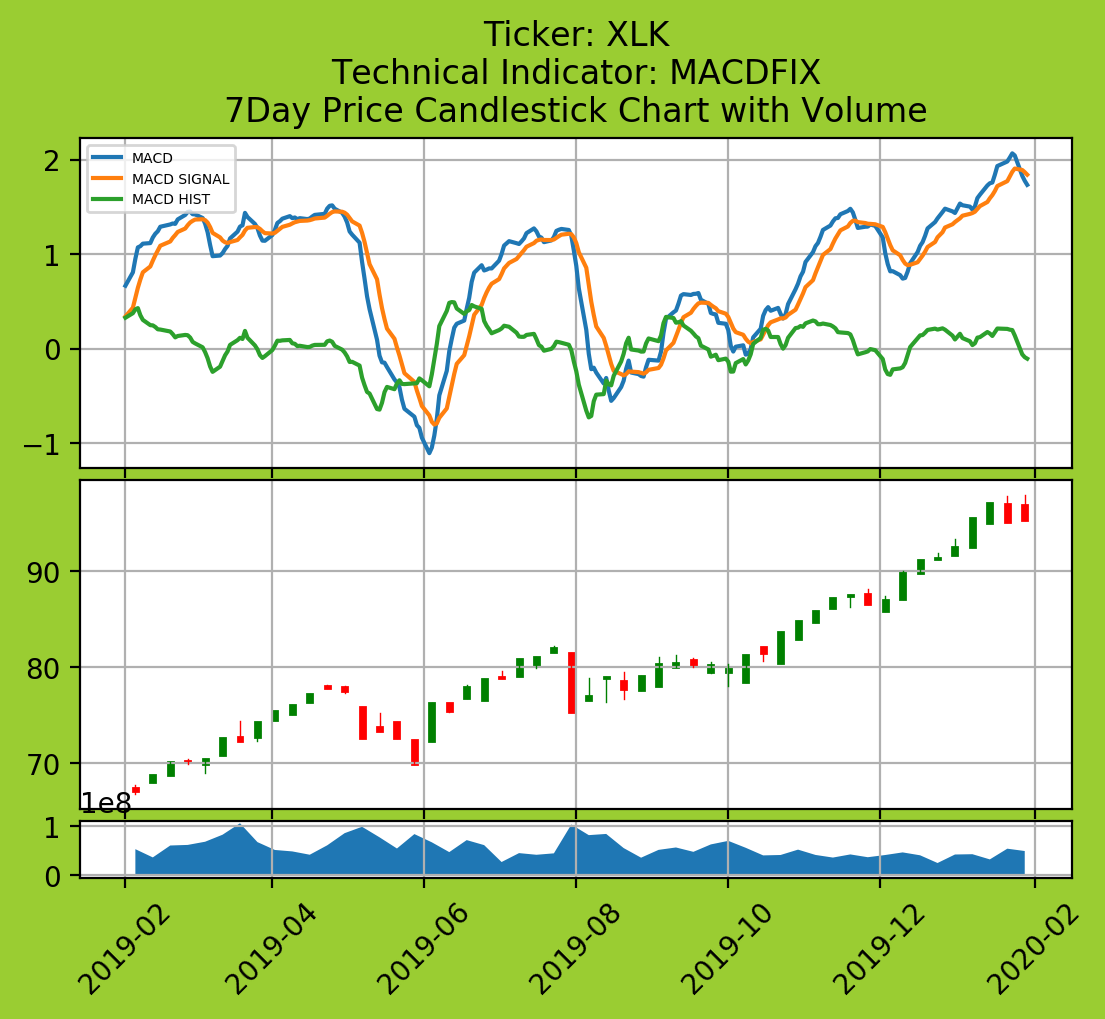 Ticker: XLK
Technical Indicator: MACDFIX
7Day Price Candlestick Chart with Volume
MACD
MACD SIGNAL
MACD HIST
2
1
0
−1
90
80
70
1e8
1
0
2019-02
2019-04
2019-06
2019-08
2019-10
2019-12
2020-02